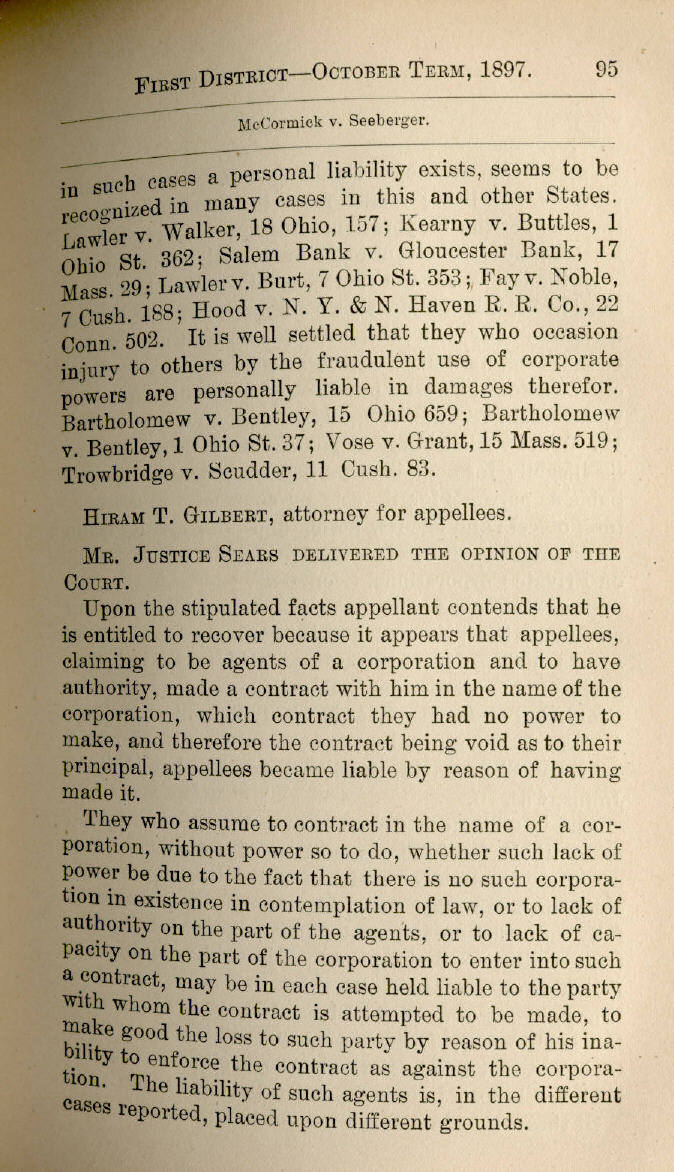 FIRST DISTRICT—OCTOBER TERM, 1897. 95
McCormick v. Seeberger.
in such cases a personal liability exists, seems to be
recognized in many cases in this and other States.
Lawler v. Walker, 18 Ohio, 157; Kearny v. Buttles, 1
Ohio St. 362; Salem Bank v. Gloucester Bank, 17
Mass. 29; Lawler v. Burt, 7 Ohio St. 353; Fay v. Noble,
7 Cush. 188; Hood v. N. Y. & N. Haven R. R. Co., 22
Conn. 502. It is well settled that they who occasion
injury to others by the fraudulent use of corporate
powers are personally liable in damages therefor.
Bartholomew v. Bentley, 15 Ohio 659; Bartholomew
v. Bentley, 1 Ohio St. 37; Vose v. Grant, 15 Mass. 519;
Trowbridge v. Scudder, 11 Cush. 83.
HIRAM T. GILBERT, attorney for appellees.
MR. JUSTICE SEARS DELIVERED THE OPINION OF THE
COURT.
Upon the stipulated facts appellant contends that he
is entitled to recover because it appears that appellees,
claiming to be agents of a corporation and to have
authority, made a contract with him in the name of the
corporation, which contract they had no power to
make, and therefore the contract being void as to their
principal, appellees became liable by reason of having
made it.
They who assume to contract in the name of a cor-
poration, without power so to do, whether such lack of
power be due to the fact that there is no such corpora-
tion in existence in contemplation of law, or to lack of
authority on the part of the agents, or to lack of ca-
pacity on the part of the corporation to enter into such
a contract, may be in each case held liable to the party
with whom the contract is attempted to be made, to
make good the loss to such party by reason of his ina-
bility to enforce the contract as against the corpora-
tion. The liability of such agents is, in the different
cases reported, placed upon different grounds.